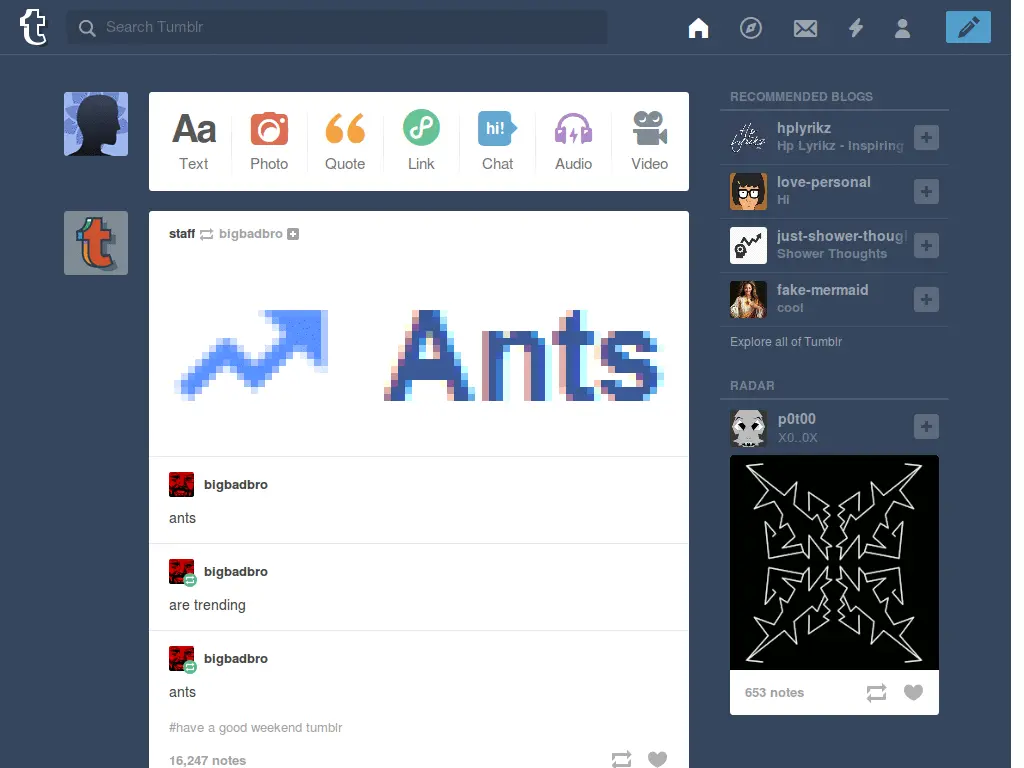 t
Search Tumblr
Aa
hi!
Text Photo Quote Link Chat Audio Video
t
staff bigbadbro
Ants
bigbadbro
ants
bigbadbro
are trending
bigbadbro
ants
#have a good weekend tumblr
16,247 notes
RECOMMENDED BLOGS
hplyrikz
Hp Lyrikz - Inspiring
love-personal
Hi
just-shower-thoug
Shower Thoughts
fake-mermaid
cool
Explore all of Tumblr
RADAR
p0t00
X0..0X
653 notes